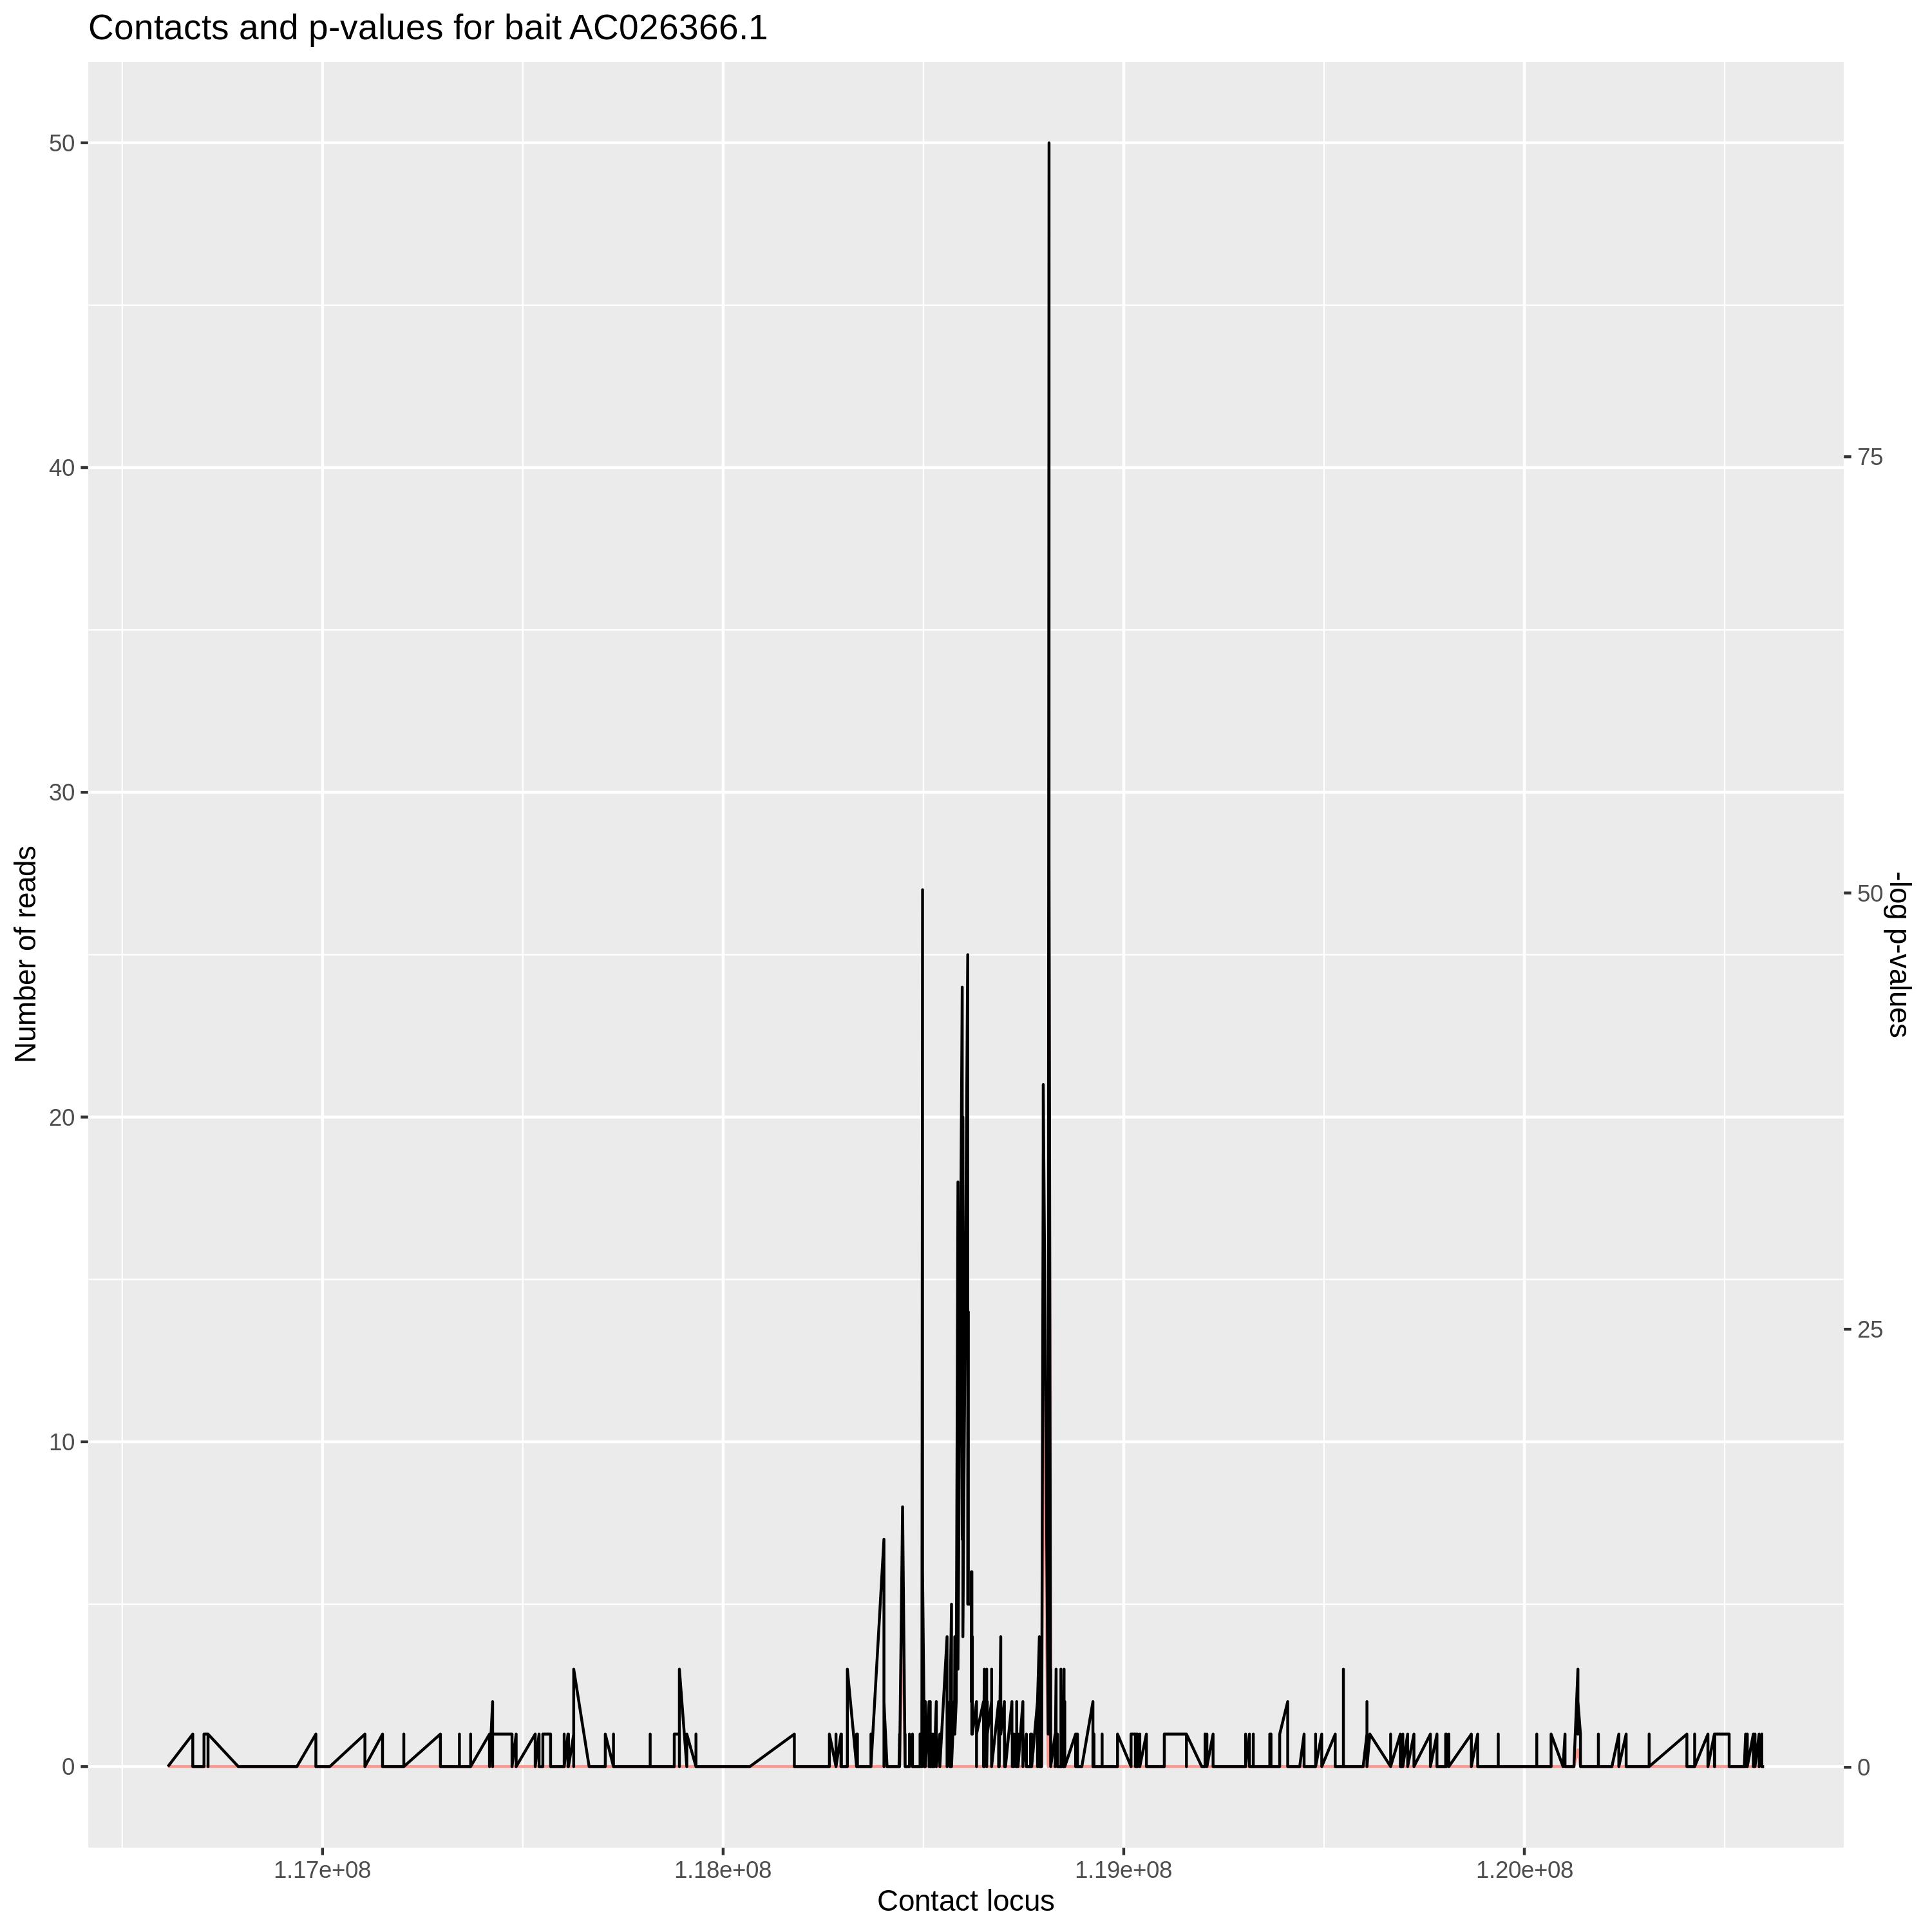 Contacts and p-values for bait AC026366.1
50
40
30
20
10
0
Number of reads
75
50
25
0
-log p-values
1.17e+08
1.18e+08
1.19e+08
1.20e+08
Contact locus